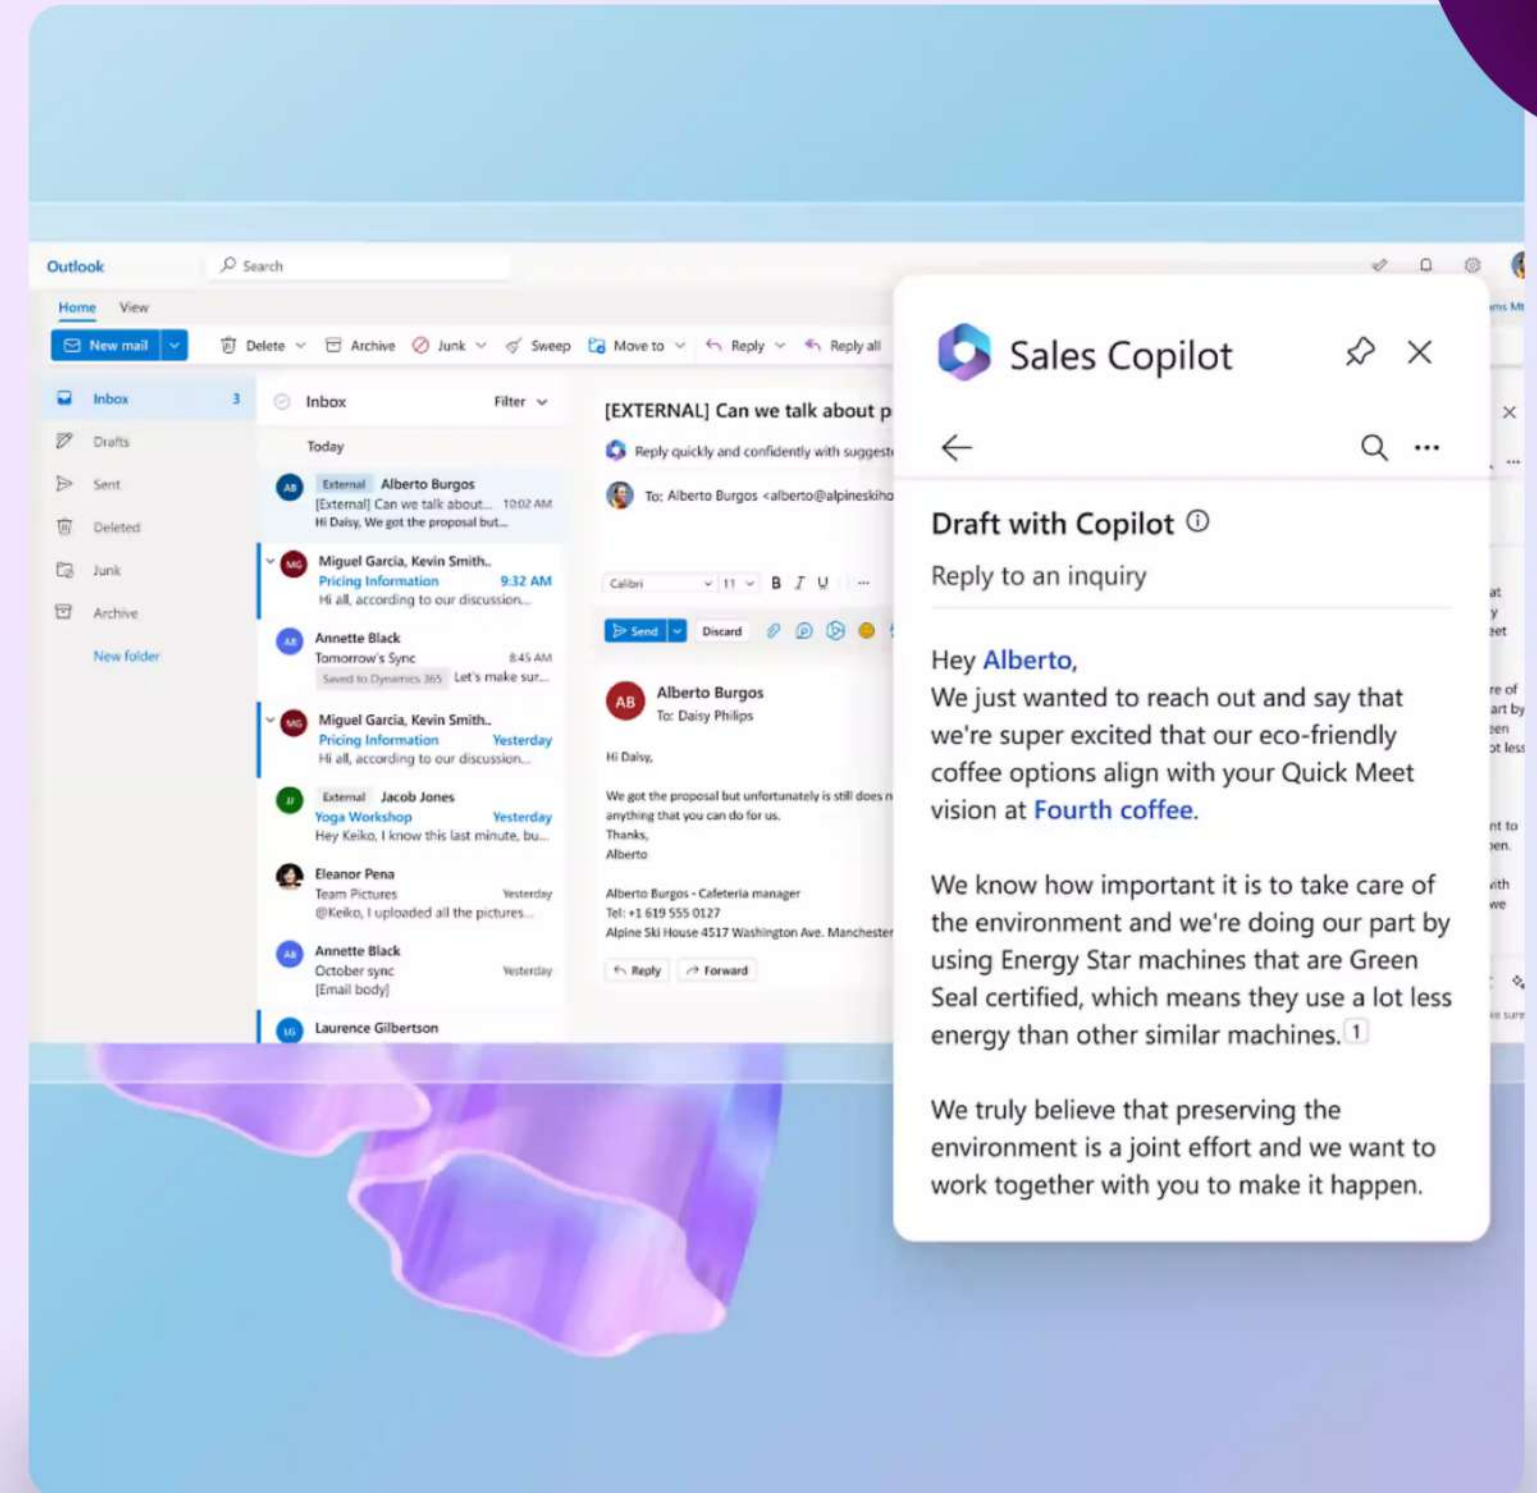 Outlook
Search
Home View
New mail
Delete Archive Junk Sweep Move to Reply Reply all
Inbox 3
Drafts
Sent
Deleted
Junk
Archive
New folder
Inbox Filter
Today
AB External Alberto Burgos
[External] Can we talk about... 10:02 AM
Hi Daisy, We got the proposal but...
MG Miguel Garcia, Kevin Smith..
Pricing Information 9:32 AM
Hi all, according to our discussion...
AB Annette Black
Tomorrow's Sync 8:45 AM
Saved to Dynamics 365 Let's make sur...
MG Miguel Garcia, Kevin Smith..
Pricing Information Yesterday
Hi all, according to our discussion...
JJ External Jacob Jones
Yoga Workshop Yesterday
Hey Keiko, I know this last minute, bu...
Eleanor Pena
Team Pictures Yesterday
@Keiko, I uploaded all the pictures...
AB Annette Black
October sync Yesterday
[Email body]
LG Laurence Gilbertson
[EXTERNAL] Can we talk about p
Reply quickly and confidently with suggest
To: Alberto Burgos <alberto@alpineskiho
Calibri 11 B I U ...
Send Discard
AB Alberto Burgos
To: Daisy Philips
Hi Daisy,
We got the proposal but unfortunately is still does n
anything that you can do for us.
Thanks,
Alberto
Alberto Burgos - Cafeteria manager
Tel: +1 619 555 0127
Alpine Ski House 4517 Washington Ave. Manchester
Reply Forward
Sales Copilot
Draft with Copilot
Reply to an inquiry
Hey Alberto,
We just wanted to reach out and say that
we're super excited that our eco-friendly
coffee options align with your Quick Meet
vision at Fourth coffee.
We know how important it is to take care of
the environment and we're doing our part by
using Energy Star machines that are Green
Seal certified, which means they use a lot less
energy than other similar machines. 1
We truly believe that preserving the
environment is a joint effort and we want to
work together with you to make it happen.